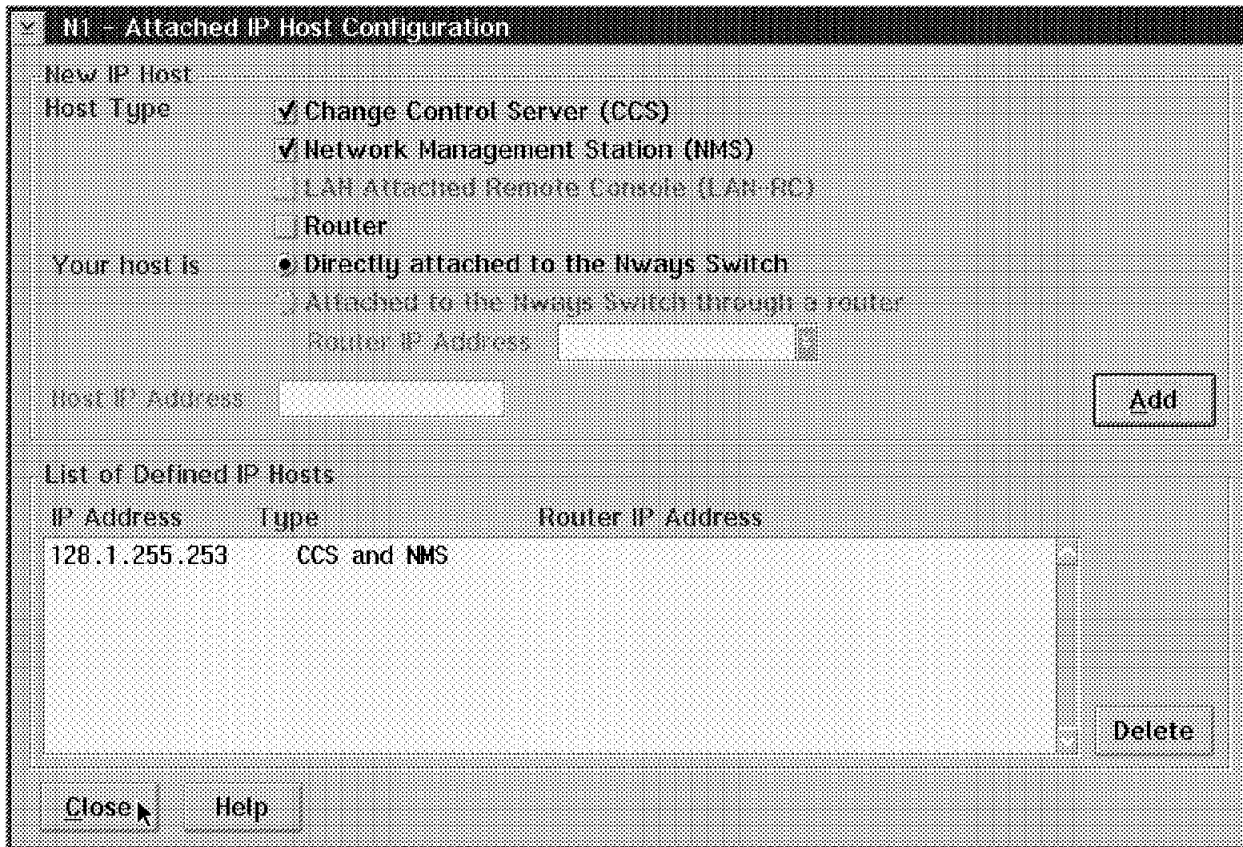 N1 - Attached IP Host Configuration
New IP Host
Host Type
Change Control Server (CCS)
Network Management Station (NMS)
LAN Attached Remote Console (LAN-RC)
Router
Your host is
Directly attached to the Nways Switch
Attached to the Nways Switch through a router
Router IP Address
Host IP Address
Add
List of Defined IP Hosts
IP Address Type Router IP Address
128.1.255.253 CCS and NMS
Delete
Close Help